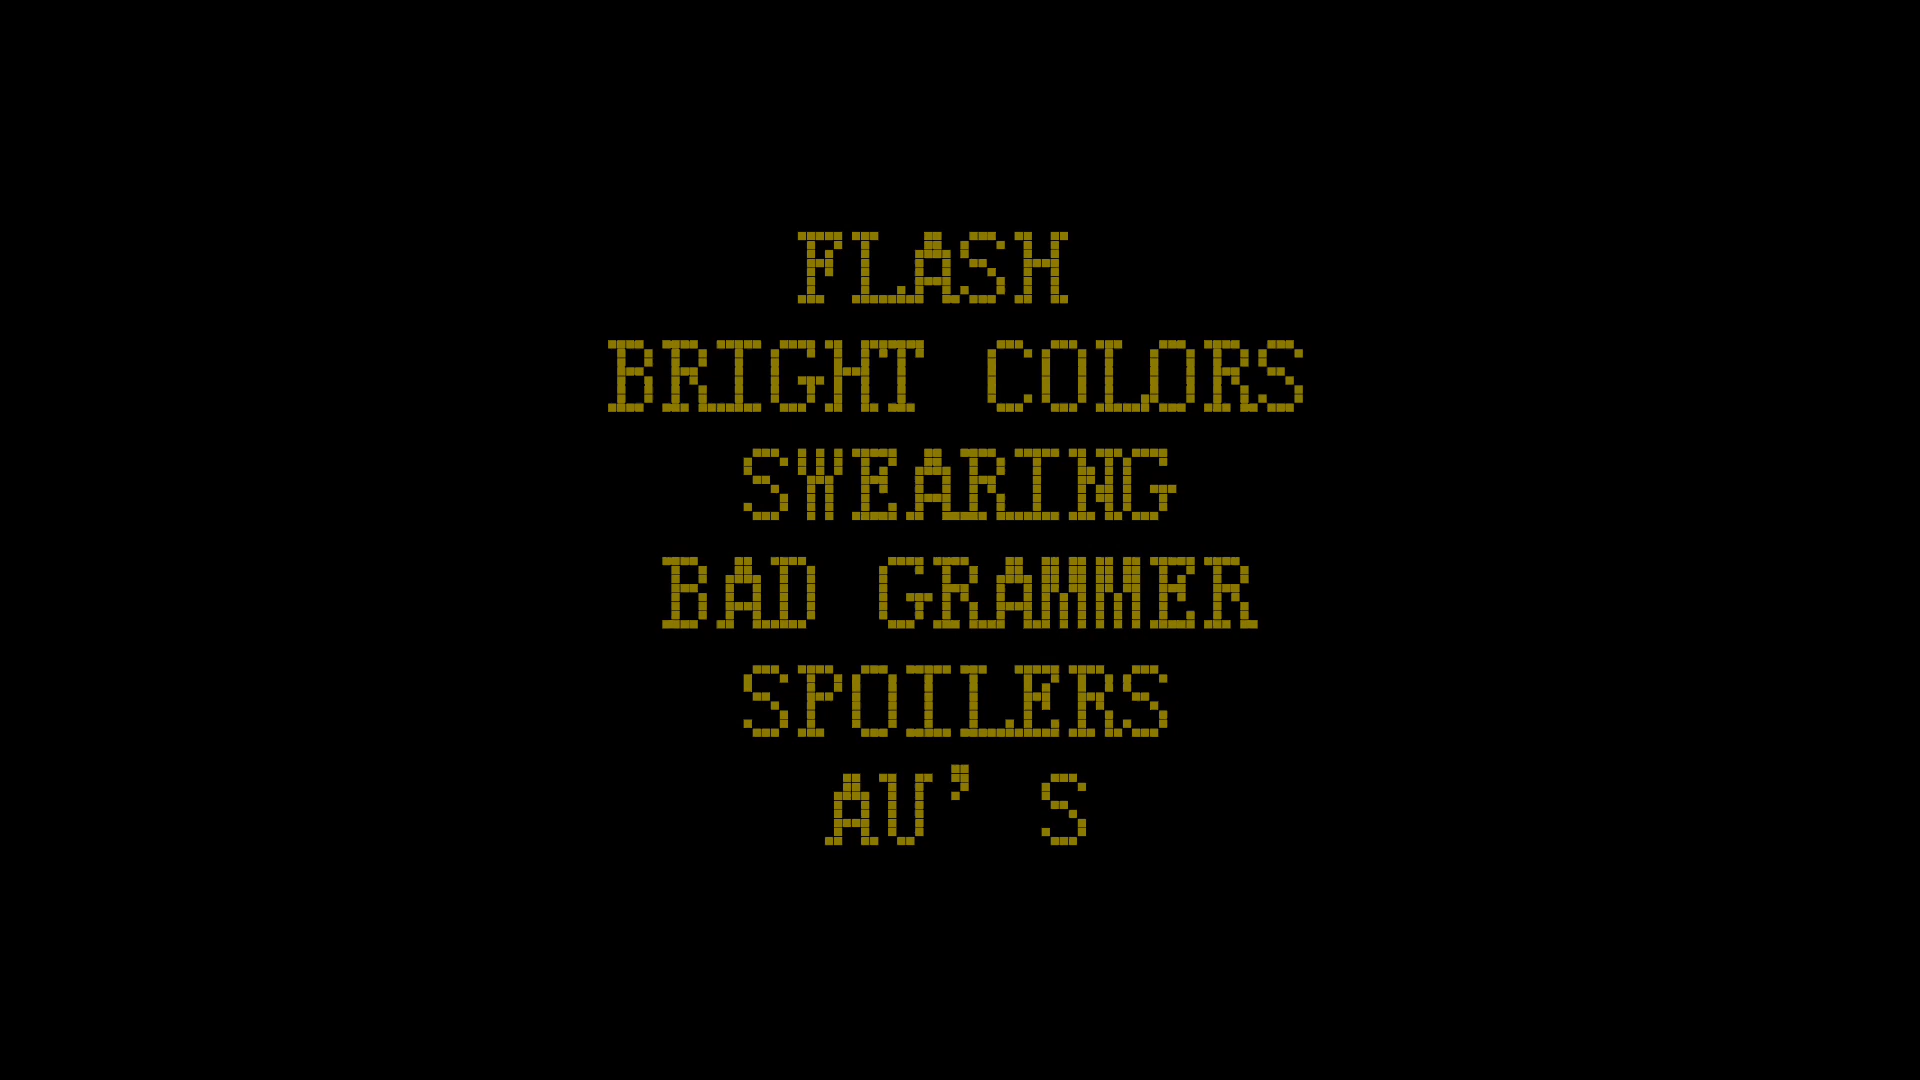 FLASH
BRIGHT COLORS
SWEARING
BAD GRAMMER
SPOILERS
AU' S